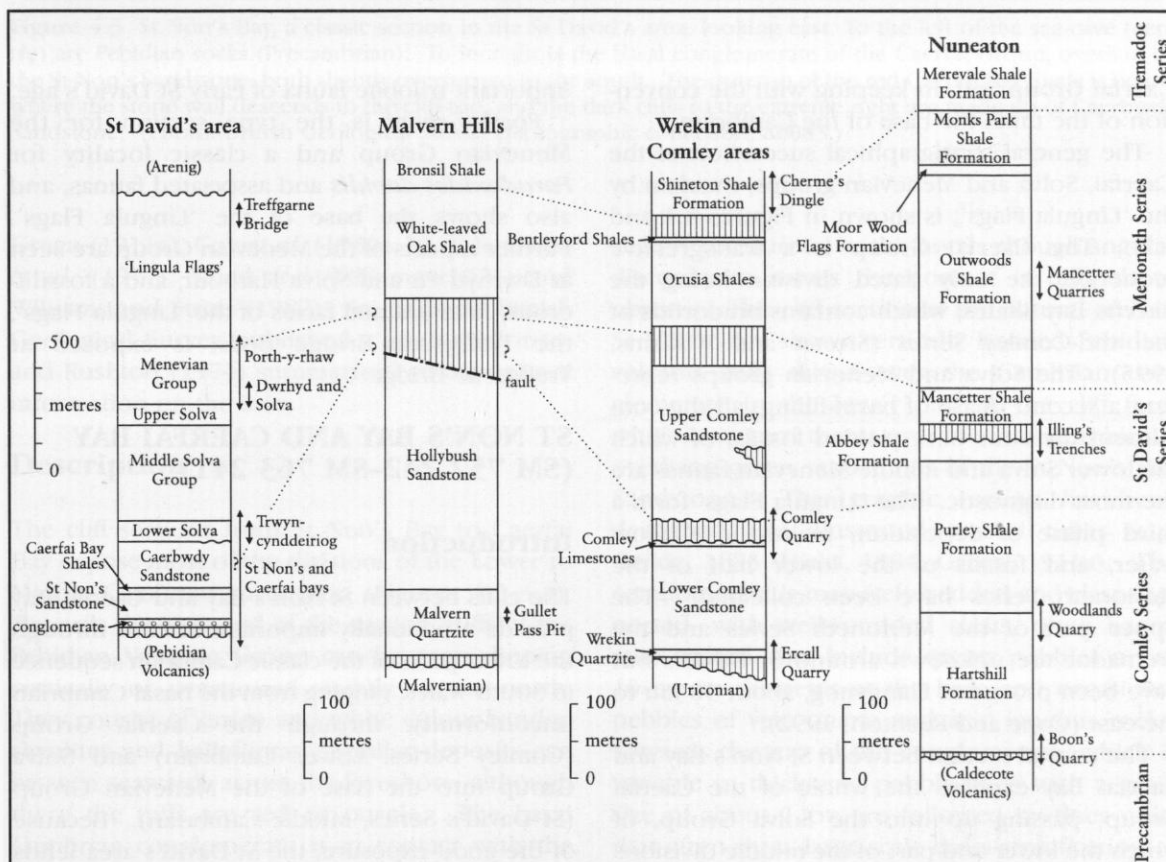 Nuneaton
St David's area
Malvern Hills
Wrekin and
Comley areas
Merevale Shale
Formation
Monks Park
Shale
Formation
Arenig
Treffgarne
Bridge
'Lingula Flags'
Bronsil Shale
White-leaved
Oak Shale
Shineton Shale
Formation
Cherme's
Dingle
Bentleyford Shales
Orusia Shales
Moor Wood
Flags Formation
Outwoods
Shale
Formation
Mancetter
Quarries
500
metres
0
Menevian
Group
Porth-y-rhaw
Dwrhyd and
Solva
Upper Solva
Middle Solva
Group
fault
Hollybush
Sandstone
Upper Comley
Sandstone
Mancetter Shale
Formation
Abbey Shale
Formation
Illing's
Trenches
Lower Solva
Trwyn-
cynddeiriog
Caerfai Bay
Shales
Caerbwdy
Sandstone
St Non's
Sandstone
St Non's and
Caerfai bays
conglomerate
(Pebidian
Volcanics)
Malvern
Quartzite
Gullet
Pass Pit
(Malvernian)
Comley
Limestones
Comley
Quarry
Lower Comley
Sandstone
Wrekin
Quartzite
Ercall
Quarry
(Uriconian)
Purley Shale
Formation
Woodlands
Quarry
Hartshill
Formation
Boon's
Quarry
(Caldecote
Volcanics)
100
metres
0
100
metres
0
100
metres
0
Tremadoc
Series
Merioneth Series
St David's
Series
Comley Series
Precambrian